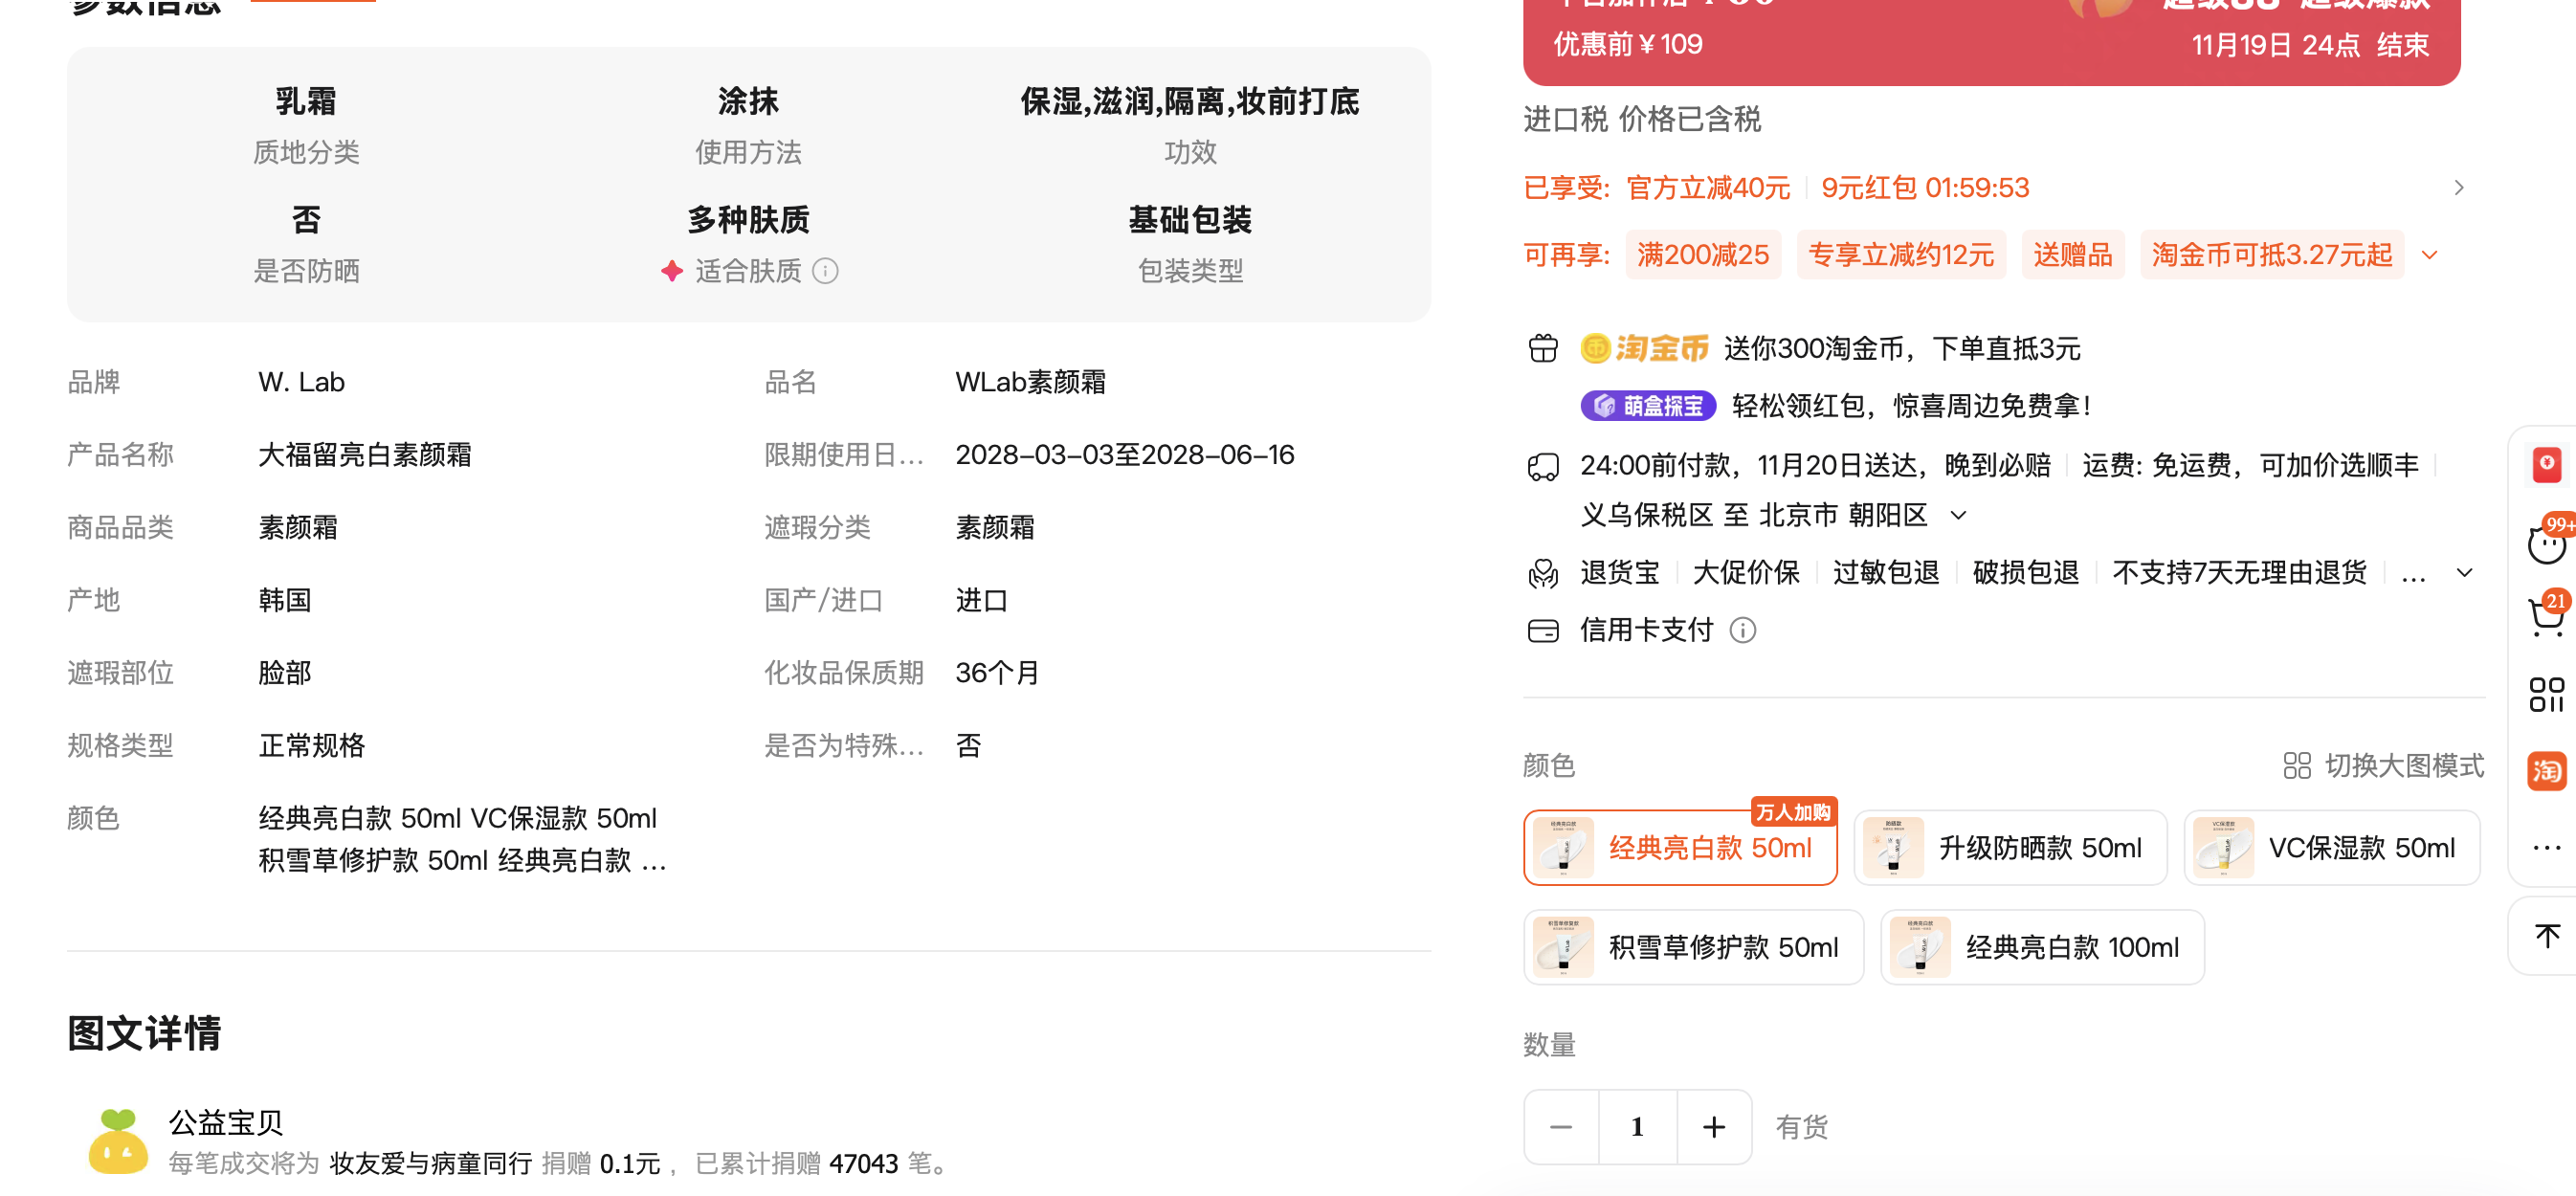 参数信息
乳霜
质地分类
涂抹
使用方法
保湿,滋润,隔离,妆前打底
功效
否
是否防晒
多种肤质
适合肤质
基础包装
包装类型
品牌 W. Lab
品名 WLab素颜霜
产品名称 大福留亮白素颜霜
限期使用日... 2028-03-03至2028-06-16
商品品类 素颜霜
遮瑕分类 素颜霜
产地 韩国
国产/进口 进口
遮瑕部位 脸部
化妆品保质期 36个月
规格类型 正常规格
是否为特殊... 否
颜色 经典亮白款 50ml VC保湿款 50ml
积雪草修护款 50ml 经典亮白款 ...
图文详情
公益宝贝
每笔成交将为 妆友爱与病童同行 捐赠 0.1元 ，已累计捐赠 47043 笔。
优惠前￥109
11月19日 24点 结束
进口税 价格已含税
已享受: 官方立减40元 9元红包 01:59:53
可再享: 满200减25 专享立减约12元 送赠品 淘金币可抵3.27元起
淘金币 送你300淘金币，下单直抵3元
萌盒探宝 轻松领红包，惊喜周边免费拿！
24:00前付款，11月20日送达，晚到必赔 运费: 免运费，可加价选顺丰
义乌保税区 至 北京市 朝阳区
退货宝 大促价保 过敏包退 破损包退 不支持7天无理由退货 ...
信用卡支付
颜色
切换大图模式
万人加购
经典亮白款 50ml
升级防晒款 50ml
VC保湿款 50ml
积雪草修护款 50ml
经典亮白款 100ml
数量
1
有货
99+
21
淘